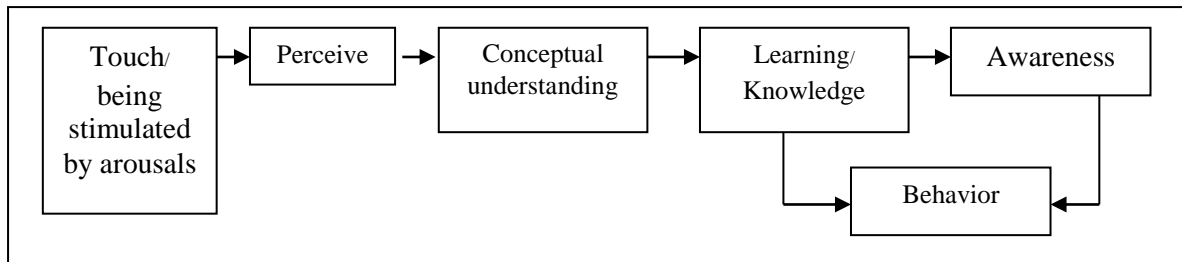 Touch/
being
stimulated
by arousals
Perceive
Conceptual
understanding
Learning/
Knowledge
Awareness
Behavior